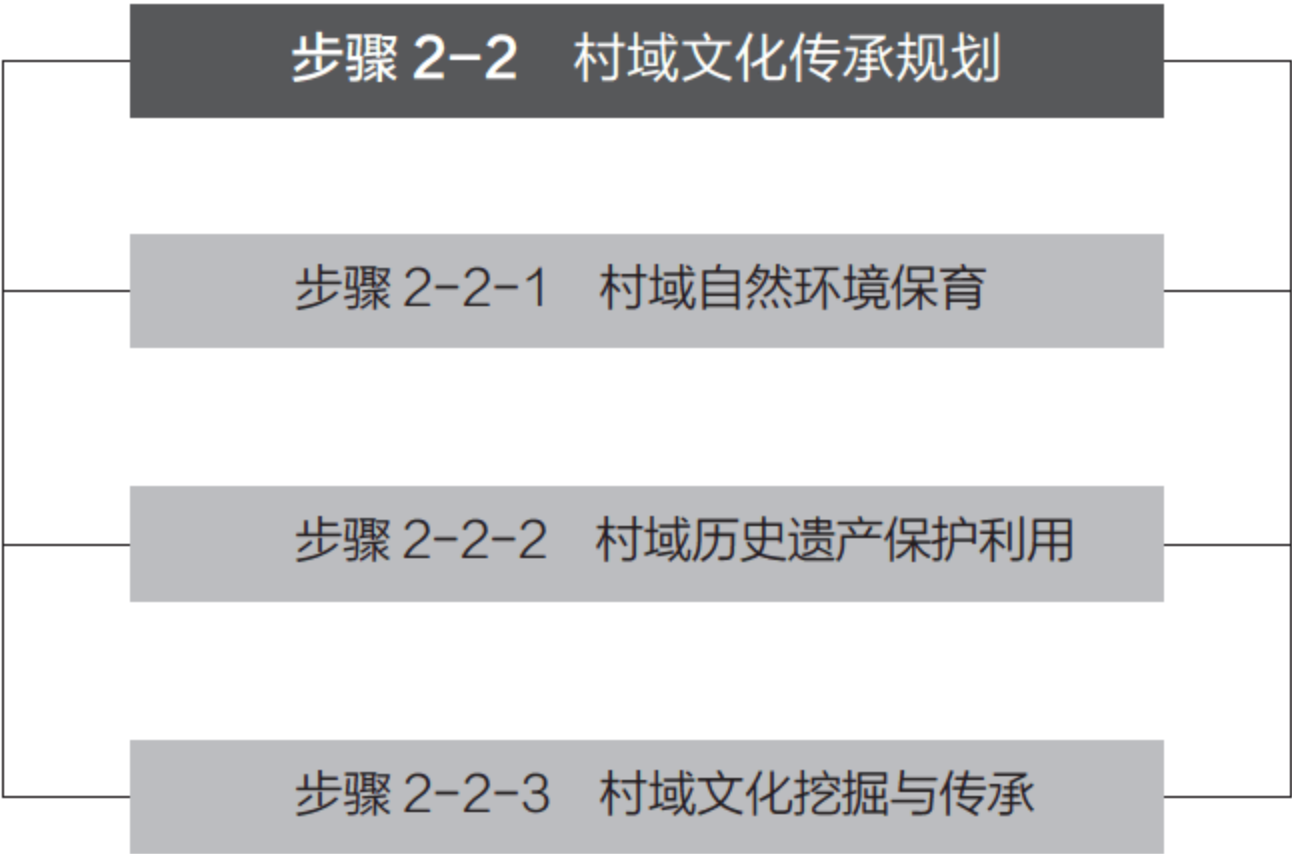 步骤 2-2 村域文化传承规划
步骤 2-2-1 村域自然环境保育
步骤 2-2-2 村域历史遗产保护利用
步骤 2-2-3 村域文化挖掘与传承